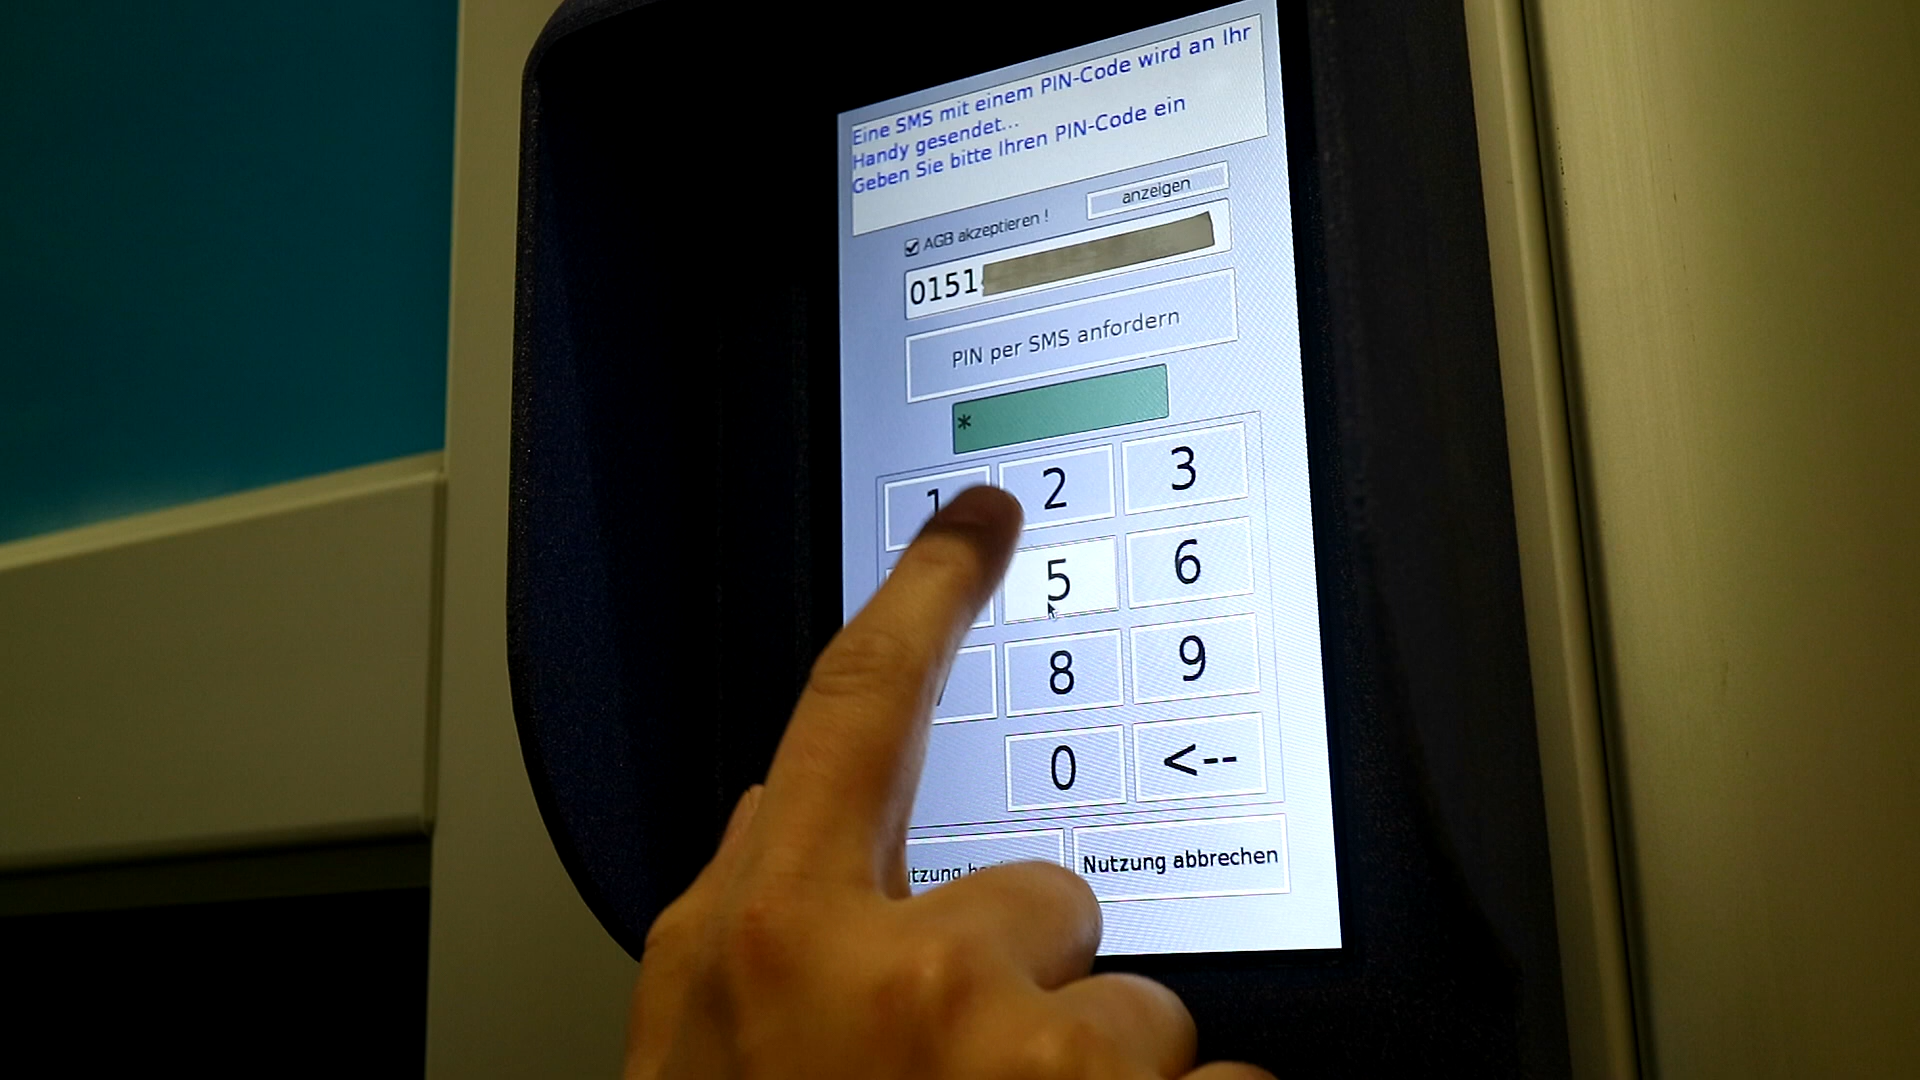 Eine SMS mit einem PIN-Code wird an Ihr
Handy gesendet...
Geben Sie bitte Ihren PIN-Code ein
AGB akzeptieren !
anzeigen
0151
PIN per SMS anfordern
*
1 2 3
5 6
8 9
0 <--
Nutzung abbrechen